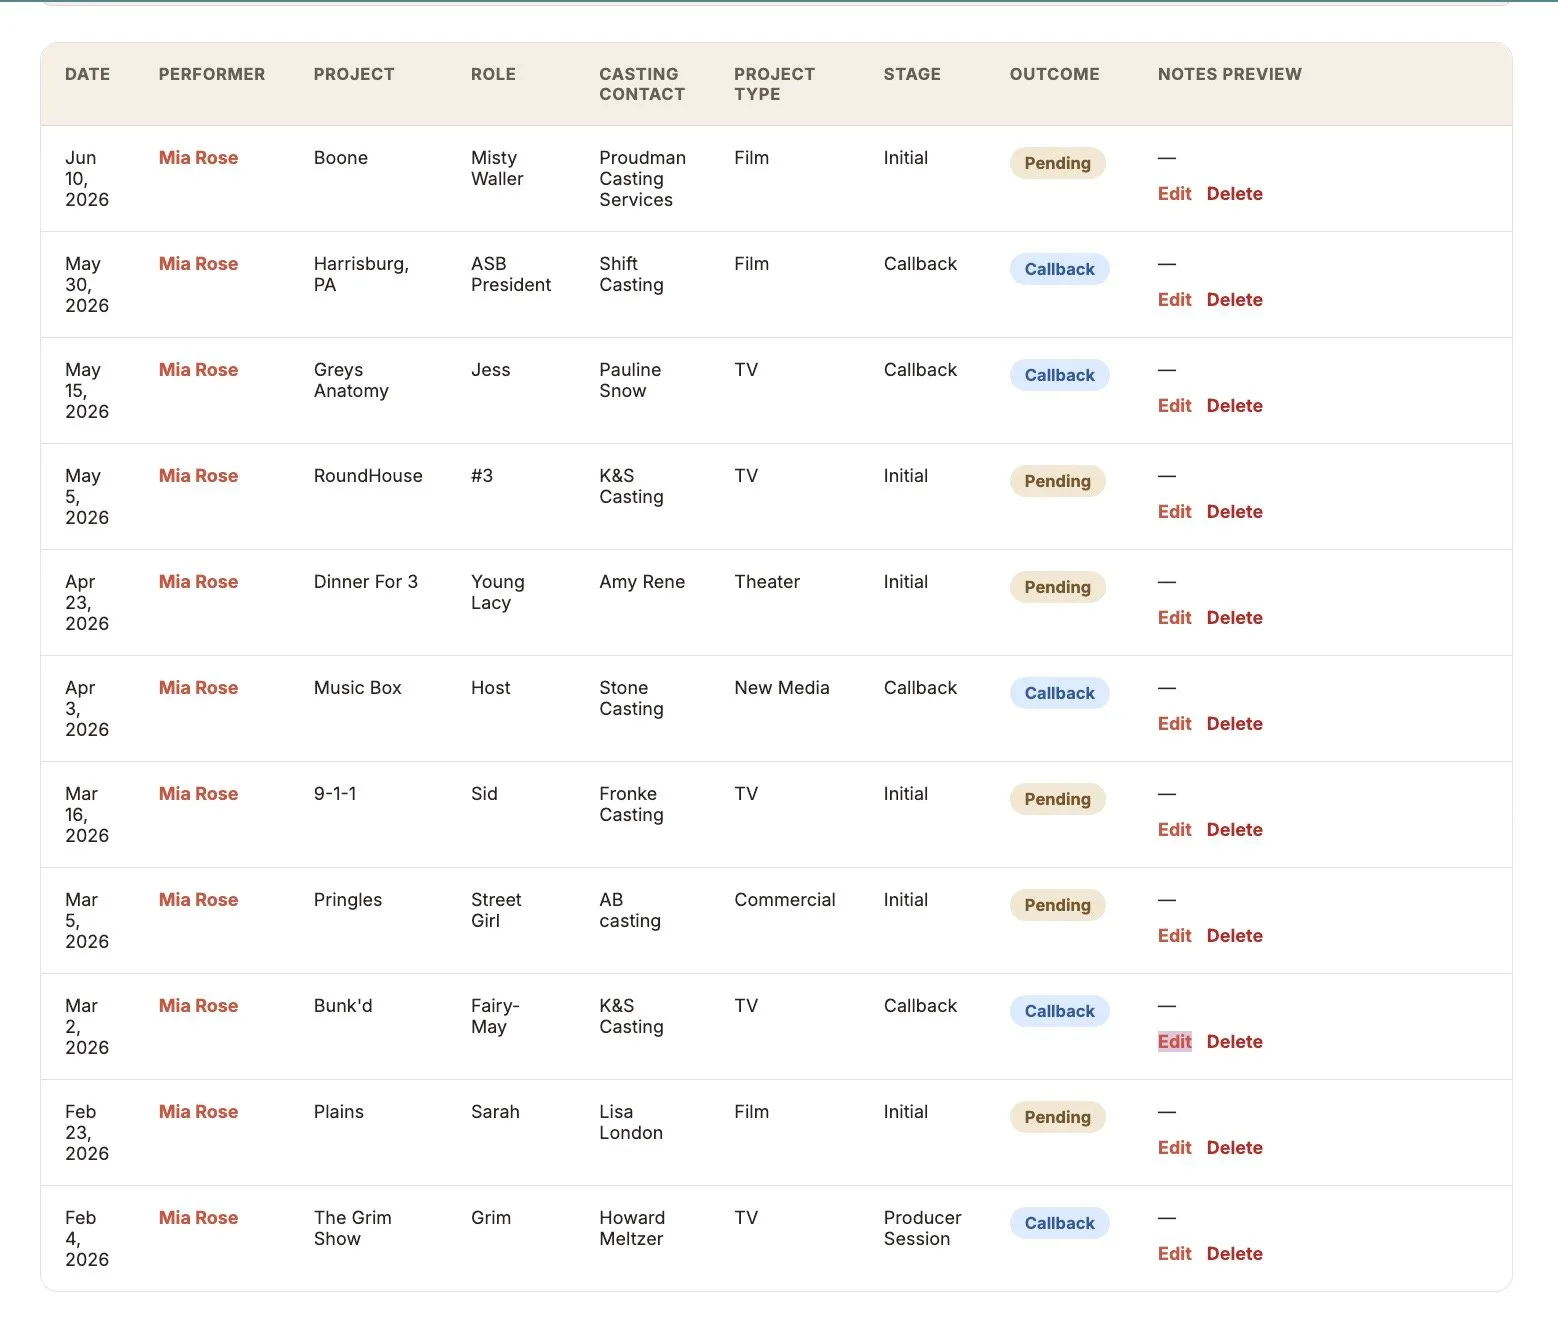 DATE PERFORMER PROJECT ROLE CASTING CONTACT PROJECT TYPE STAGE OUTCOME NOTES PREVIEW
Jun 10, 2026 Mia Rose Boone Misty Waller Proudman Casting Services Film Initial Pending —
Edit Delete
May 30, 2026 Mia Rose Harrisburg, PA ASB President Shift Casting Film Callback Callback —
Edit Delete
May 15, 2026 Mia Rose Greys Anatomy Jess Pauline Snow TV Callback Callback —
Edit Delete
May 5, 2026 Mia Rose RoundHouse #3 K&S Casting TV Initial Pending —
Edit Delete
Apr 23, 2026 Mia Rose Dinner For 3 Young Lacy Amy Rene Theater Initial Pending —
Edit Delete
Apr 3, 2026 Mia Rose Music Box Host Stone Casting New Media Callback Callback —
Edit Delete
Mar 16, 2026 Mia Rose 9-1-1 Sid Fronke Casting TV Initial Pending —
Edit Delete
Mar 5, 2026 Mia Rose Pringles Street Girl AB casting Commercial Initial Pending —
Edit Delete
Mar 2, 2026 Mia Rose Bunk'd Fairy-May K&S Casting TV Callback Callback —
Edit Delete
Feb 23, 2026 Mia Rose Plains Sarah Lisa London Film Initial Pending —
Edit Delete
Feb 4, 2026 Mia Rose The Grim Show Grim Howard Meltzer TV Producer Session Callback —
Edit Delete